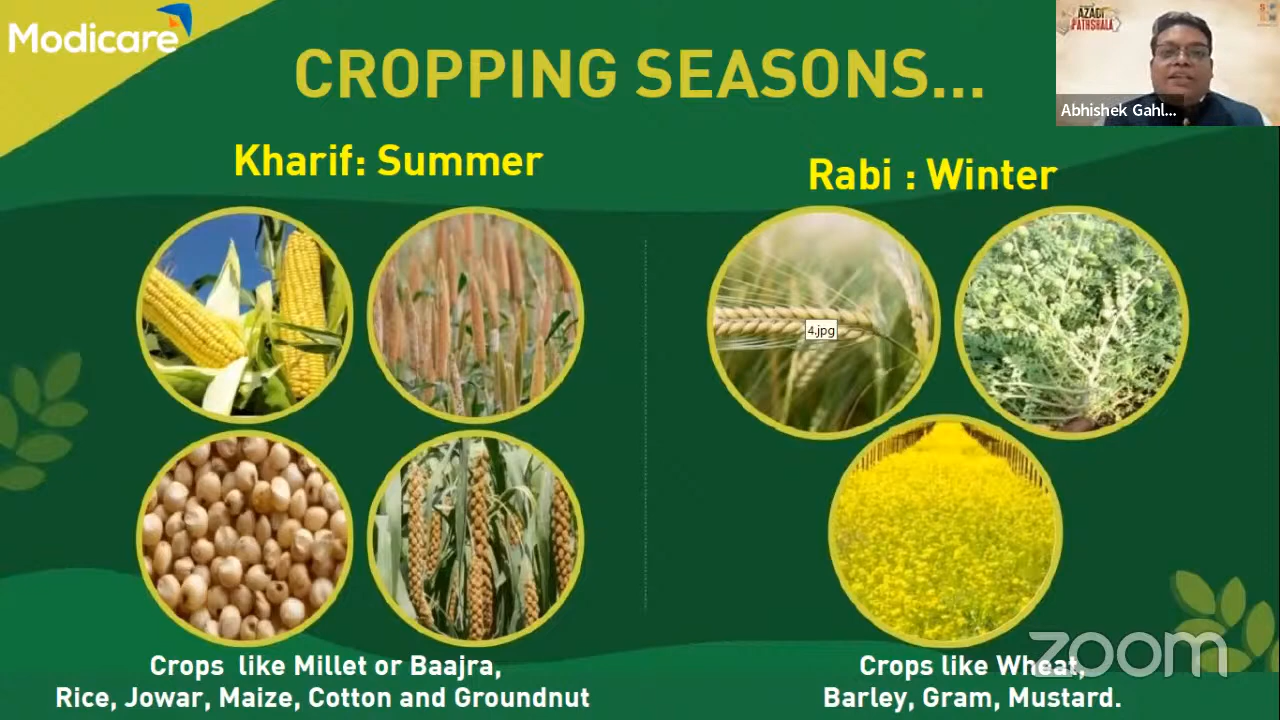 Modicare
CROPPING SEASONS...
AZADI
PATHSHALA
Abhishek Gahl...
Kharif: Summer
Rabi : Winter
4.jpg
Crops like Millet or Baajra,
Rice, Jowar, Maize, Cotton and Groundnut
Crops like Wheat,
Barley, Gram, Mustard.
zoom